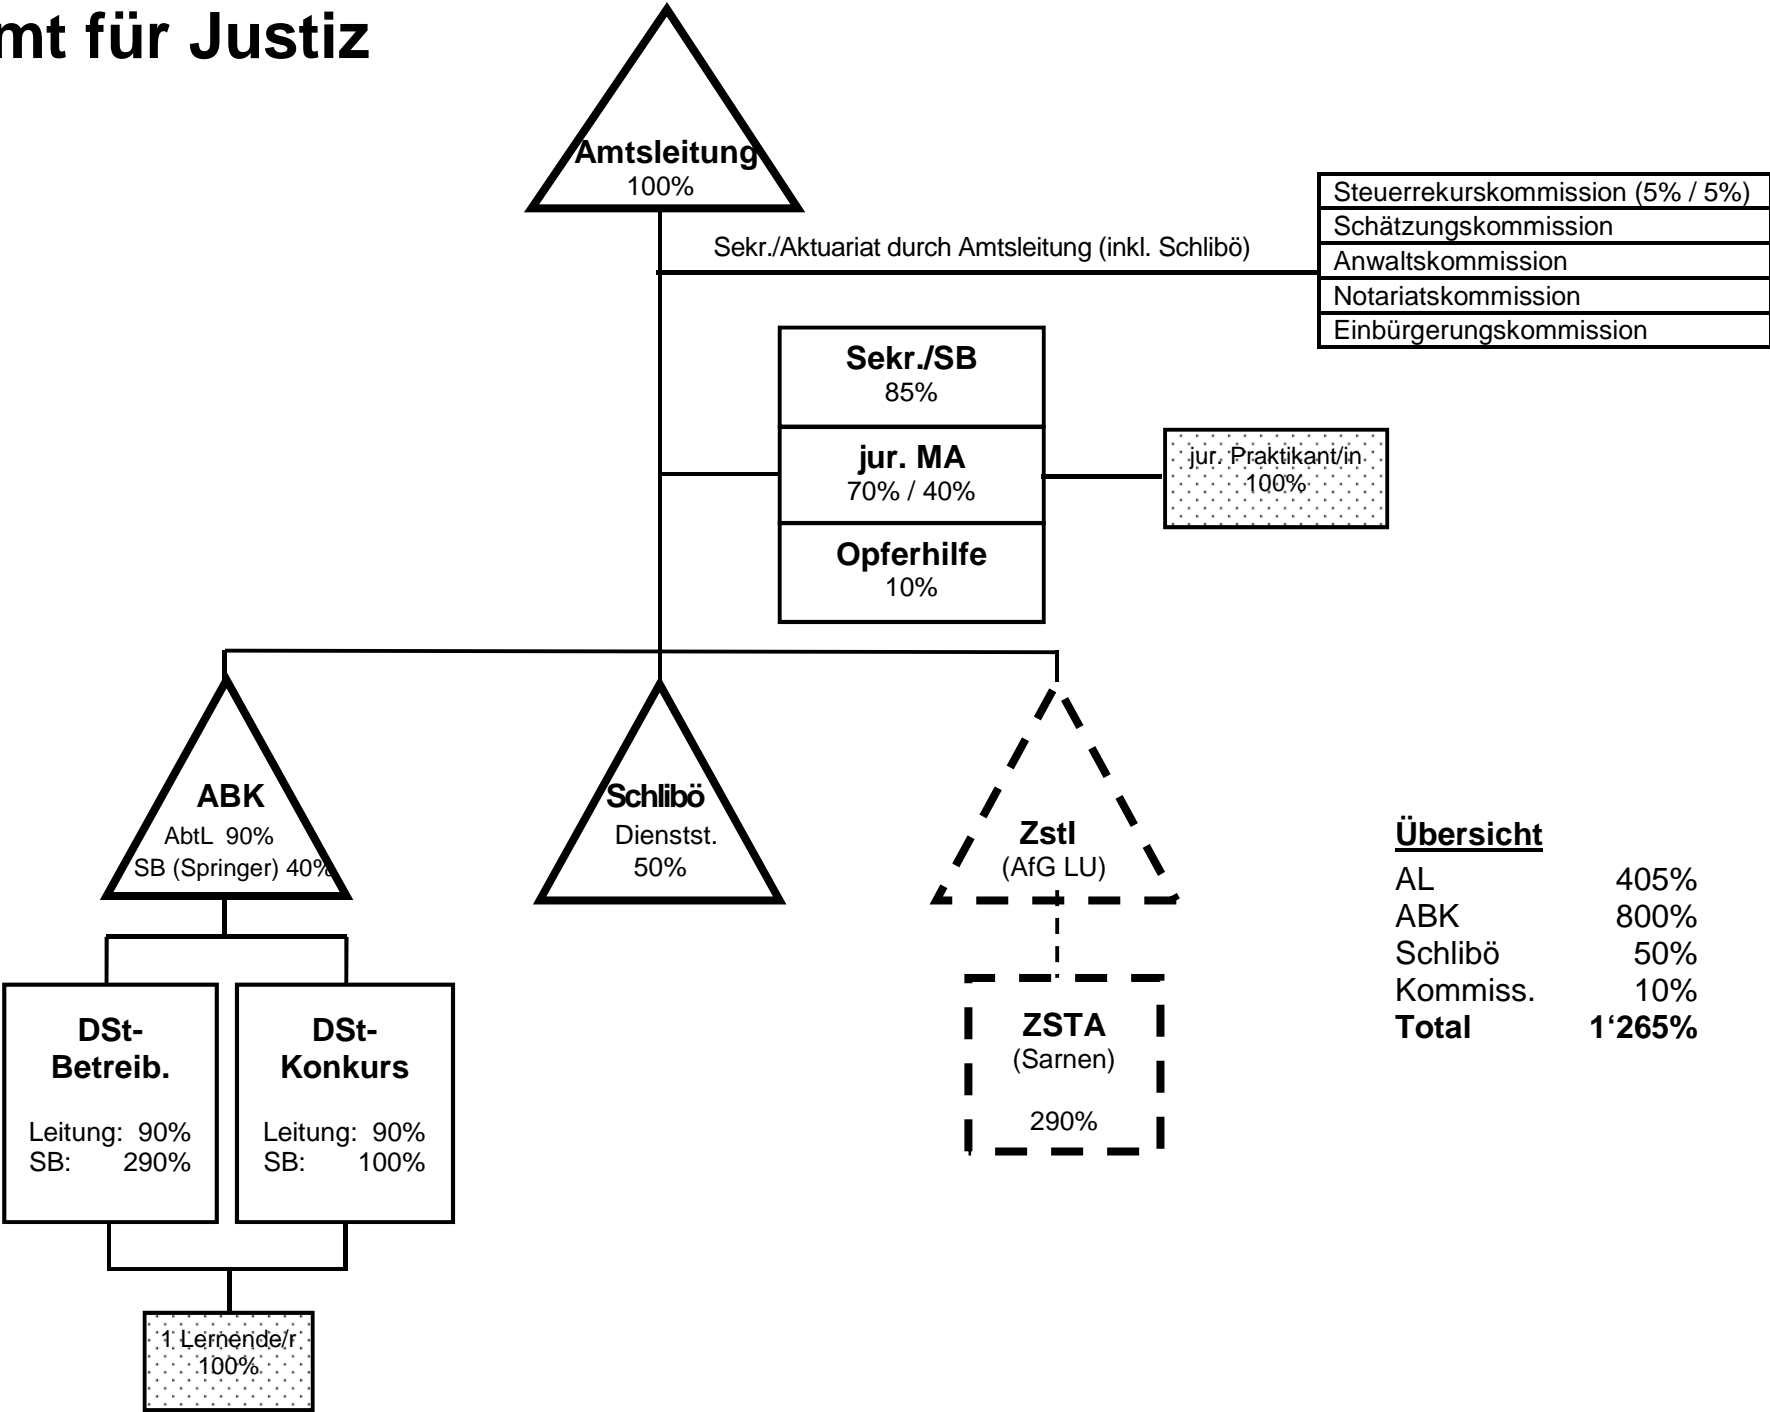 mt für Justiz
Amtsleitung
100%
Sekr./Aktuariat durch Amtsleitung (inkl. Schlibö)
Steuerrekurskommission (5% / 5%)
Schätzungskommission
Anwaltskommission
Notariatskommission
Einbürgerungskommission
Sekr./SB
85%
jur. MA
70% / 40%
Opferhilfe
10%
jur. Praktikant/in
100%
ABK
AbtL 90%
SB (Springer) 40%
Schlibö
Dienstst.
50%
ZstI
(AfG LU)
DSt-
Betreib.
Leitung: 90%
SB: 290%
DSt-
Konkurs
Leitung: 90%
SB: 100%
ZSTA
(Sarnen)
290%
1 Lernende/r
100%
Übersicht
AL 405%
ABK 800%
Schlibö 50%
Kommiss. 10%
Total 1‘265%